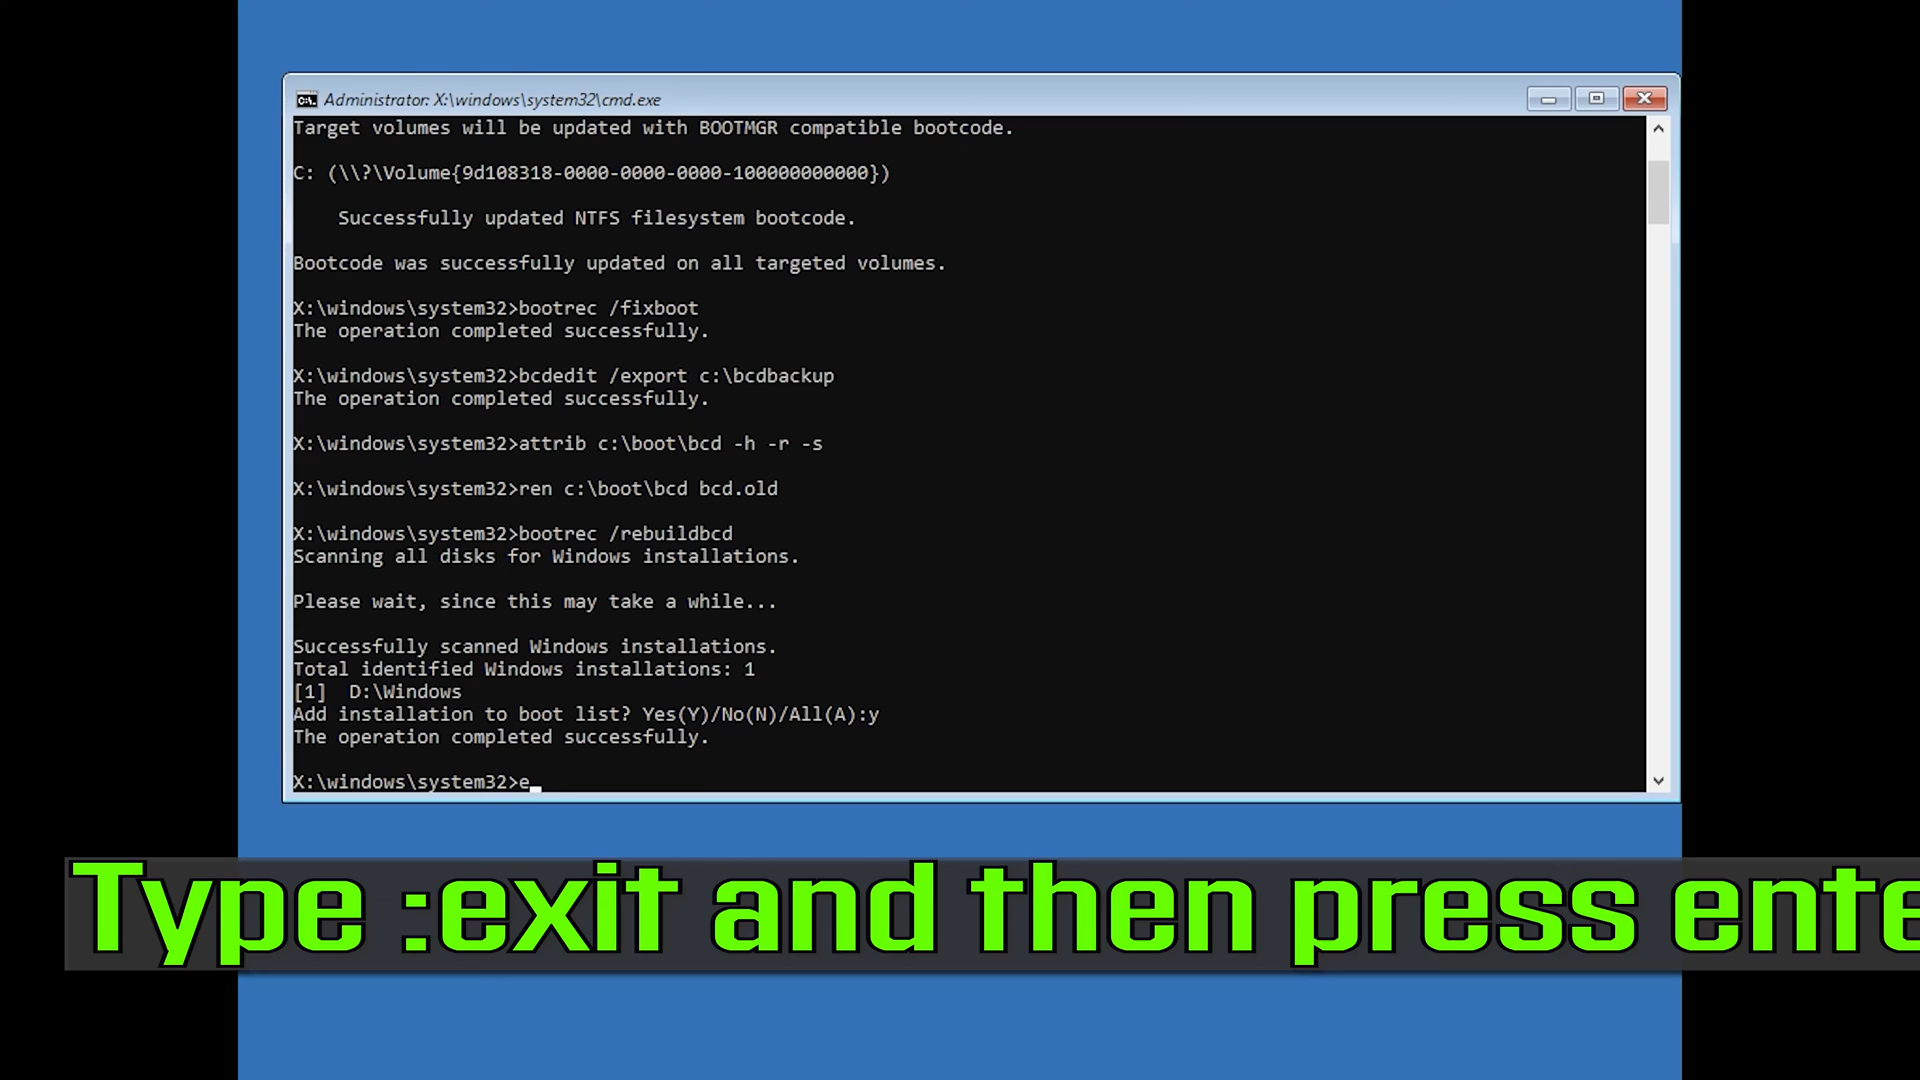 Administrator: X:\windows\system32\cmd.exe
Target volumes will be updated with BOOTMGR compatible bootcode.
C: (\\?\Volume{9d108318-0000-0000-0000-100000000000})
Successfully updated NTFS filesystem bootcode.
Bootcode was successfully updated on all targeted volumes.
X:\windows\system32>bootrec /fixboot
The operation completed successfully.
X:\windows\system32>bcdedit /export c:\bcdbackup
The operation completed successfully.
X:\windows\system32>attrib c:\boot\bcd -h -r -s
X:\windows\system32>ren c:\boot\bcd bcd.old
X:\windows\system32>bootrec /rebuildbcd
Scanning all disks for Windows installations.
Please wait, since this may take a while...
Successfully scanned Windows installations.
Total identified Windows installations: 1
[1]  D:\Windows
Add installation to boot list? Yes(Y)/No(N)/All(A):y
The operation completed successfully.
X:\windows\system32>e
Type :exit and then press ente